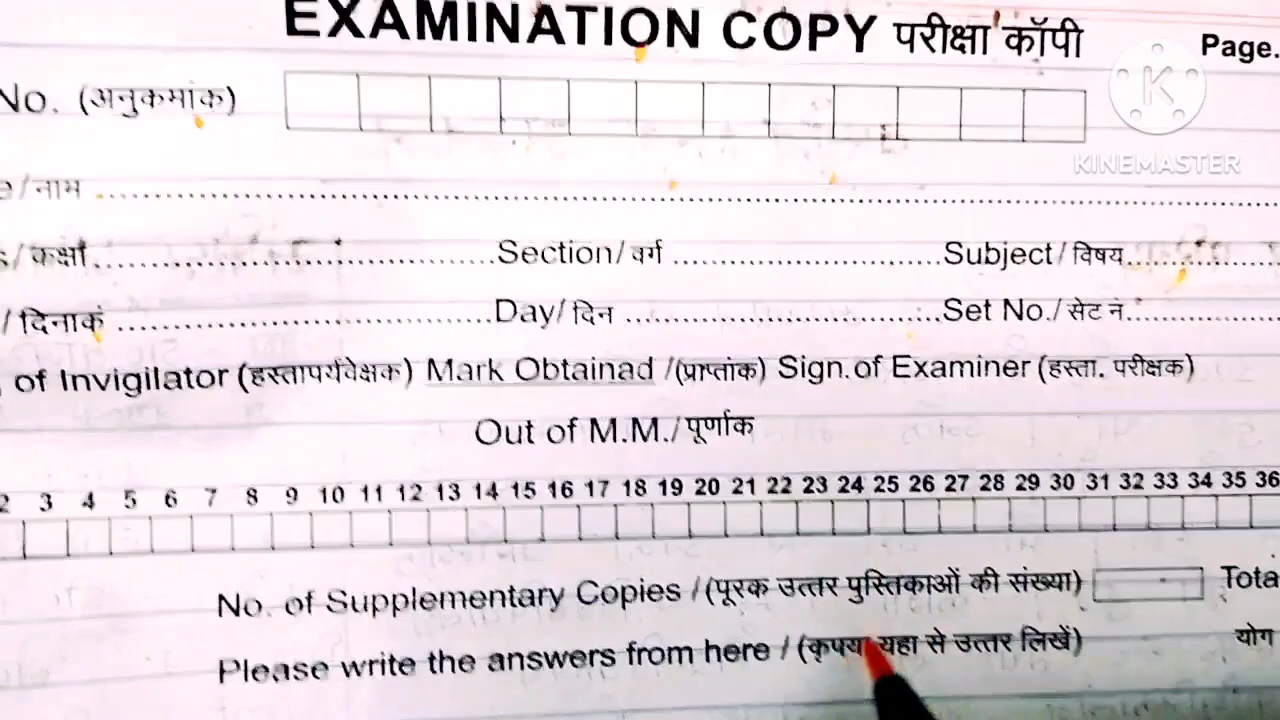 EXAMINATION COPY परीक्षा कॉपी Page.
No. (अनुकमांक)
KINEMASTER
/नाम
/कक्षा Section/वर्ग Subject/विषय
/दिनाकं Day/दिन Set No./सेट नं.
of Invigilator (हस्तापर्यवेक्षक) Mark Obtainad /(प्राप्तांक) Sign. of Examiner (हस्ता. परीक्षक)
Out of M.M./पूर्णाक
2 3 4 5 6 7 8 9 10 11 12 13 14 15 16 17 18 19 20 21 22 23 24 25 26 27 28 29 30 31 32 33 34 35 36
No. of Supplementary Copies /(पूरक उत्तर पुस्तिकाओं की संख्या) Tota
Please write the answers from here / (कृपय यहा से उत्तर लिखें) योग